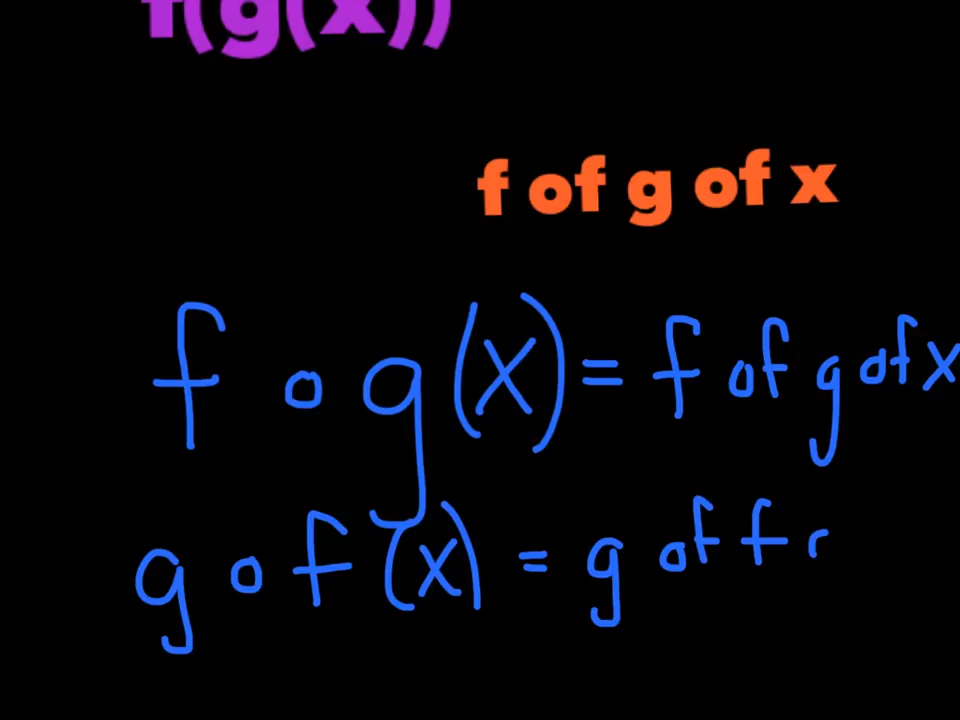 f(g(x))
f of g of x
f o g(x) = f of g of x
g o f (x) = g of f